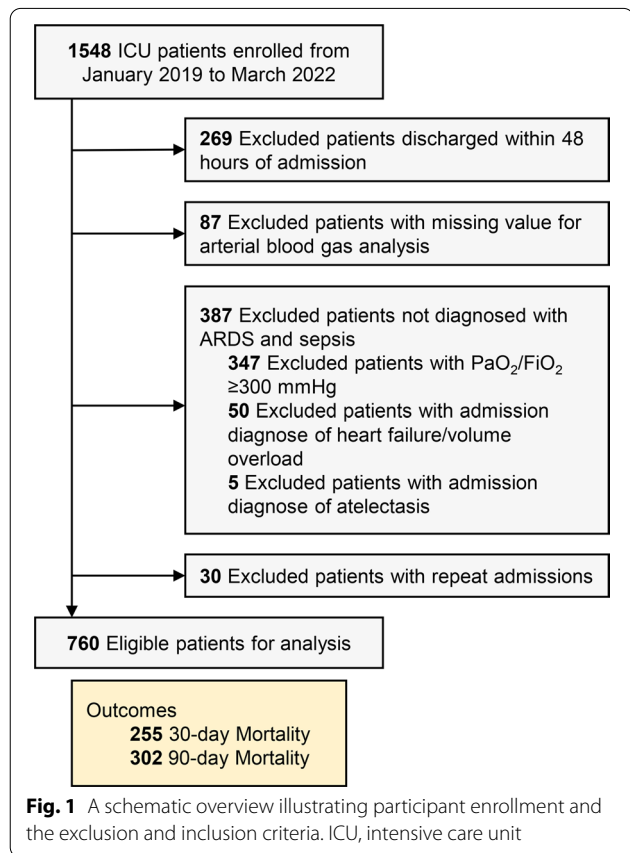 1548 ICU patients enrolled from
January 2019 to March 2022
269 Excluded patients discharged within 48
hours of admission
87 Excluded patients with missing value for
arterial blood gas analysis
387 Excluded patients not diagnosed with
ARDS and sepsis
347 Excluded patients with PaO₂/FiO₂
≥300 mmHg
50 Excluded patients with admission
diagnose of heart failure/volume
overload
5 Excluded patients with admission
diagnose of atelectasis
30 Excluded patients with repeat admissions
760 Eligible patients for analysis
Outcomes
255 30-day Mortality
302 90-day Mortality
Fig. 1 A schematic overview illustrating participant enrollment and
the exclusion and inclusion criteria. ICU, intensive care unit